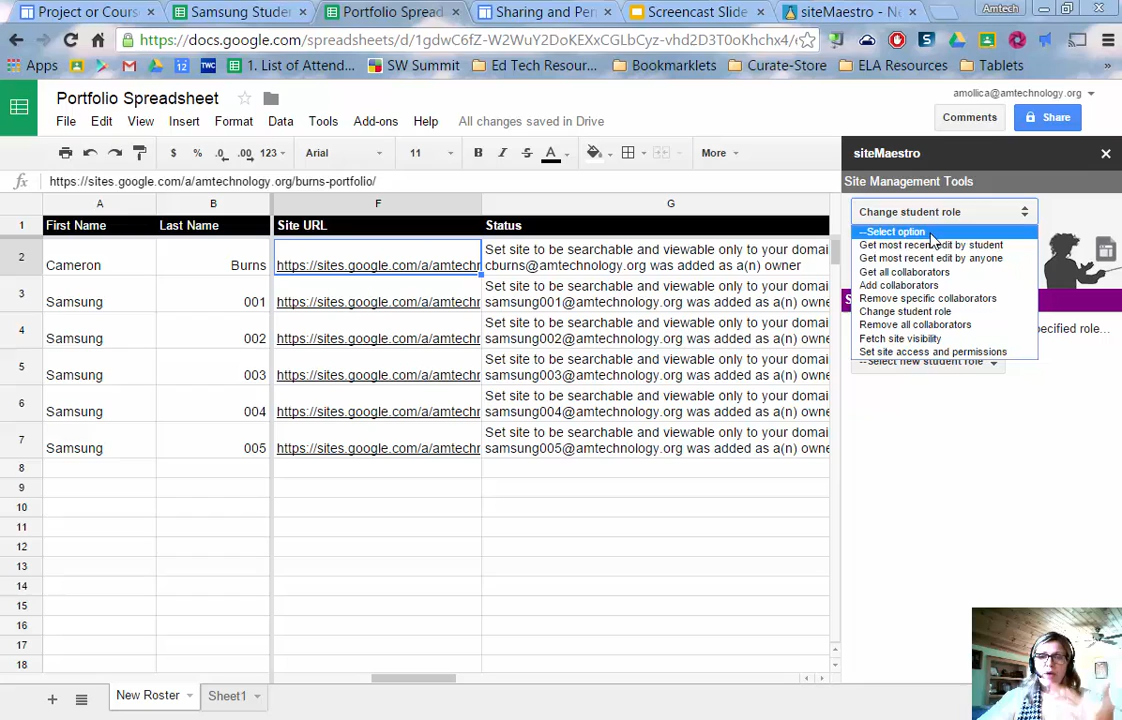 Project or Cours
Samsung Studen
Portfolio Spread
Sharing and Per
Screencast Slide
siteMaestro - Ne
Amtech
https://docs.google.com/spreadsheets/d/1gdwC6fZ-W2WuY2DoKEXxCGLbCyz-vhd2D3T0oKhchx4/
Apps
1. List of Attend...
SW Summit
Ed Tech Resour...
Bookmarklets
Curate-Store
ELA Resources
Tablets
»
Portfolio Spreadsheet
amollica@amtechnology.org
File Edit View Insert Format Data Tools Add-ons Help All changes saved in Drive
Comments
Share
$ % .0 .00 123 Arial 11 B I S A More
siteMaestro
fx https://sites.google.com/a/amtechnology.org/burns-portfolio/
Site Management Tools
A B F G
1 First Name Last Name Site URL Status
2 Cameron Burns https://sites.google.com/a/amtechn Set site to be searchable and viewable only to your domai
cburns@amtechnology.org was added as a(n) owner
3 Samsung 001 https://sites.google.com/a/amtechn Set site to be searchable and viewable only to your domai
samsung001@amtechnology.org was added as a(n) owne
4 Samsung 002 https://sites.google.com/a/amtechn Set site to be searchable and viewable only to your domai
samsung002@amtechnology.org was added as a(n) owne
5 Samsung 003 https://sites.google.com/a/amtechn Set site to be searchable and viewable only to your domai
samsung003@amtechnology.org was added as a(n) owne
6 Samsung 004 https://sites.google.com/a/amtechn Set site to be searchable and viewable only to your domai
samsung004@amtechnology.org was added as a(n) owne
7 Samsung 005 https://sites.google.com/a/amtechn Set site to be searchable and viewable only to your domai
samsung005@amtechnology.org was added as a(n) owne
8
9
10
11
12
13
14
15
16
17
18
Change student role
--Select option
Get most recent edit by student
Get most recent edit by anyone
Get all collaborators
Add collaborators
Remove specific collaborators
Change student role
Remove all collaborators
Fetch site visibility
Set site access and permissions
S
pecified role...
--Select new student role
New Roster
Sheet1